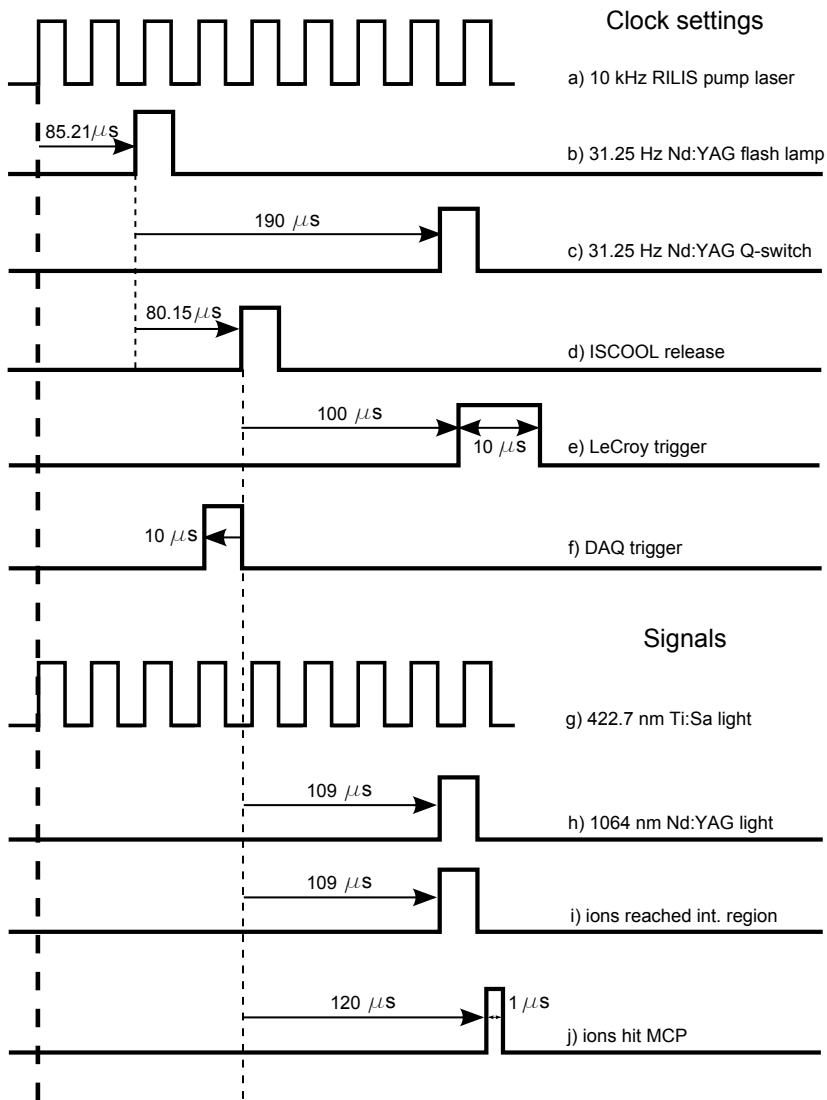 Clock settings
a) 10 kHz RILIS pump laser
85.21μs
b) 31.25 Hz Nd:YAG flash lamp
190 μs
c) 31.25 Hz Nd:YAG Q-switch
80.15μs
d) ISCOOL release
100 μs
10 μs
e) LeCroy trigger
10 μs
f) DAQ trigger
Signals
g) 422.7 nm Ti:Sa light
109 μs
h) 1064 nm Nd:YAG light
109 μs
i) ions reached int. region
120 μs
1μs
j) ions hit MCP